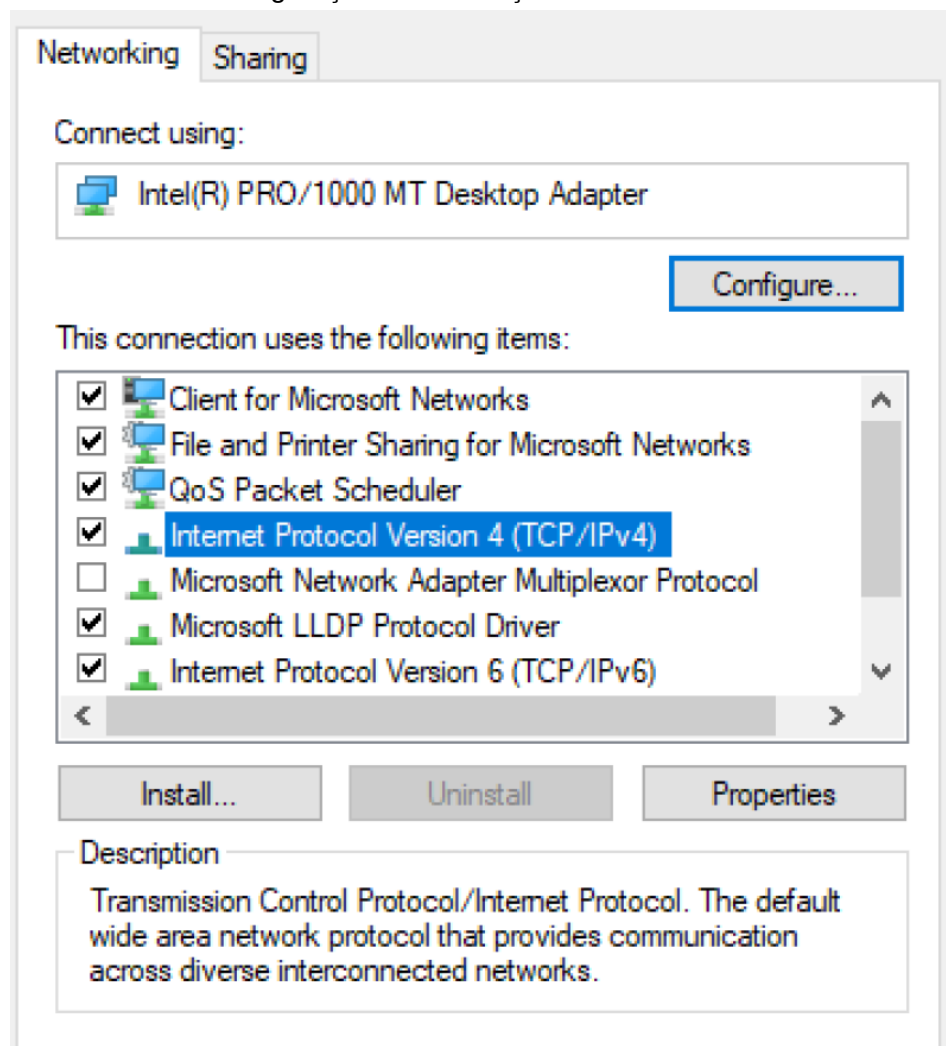 Networking
Sharing
Connect using:
Intel(R) PRO/1000 MT Desktop Adapter
Configure...
This connection uses the following items:
Client for Microsoft Networks
File and Printer Sharing for Microsoft Networks
QoS Packet Scheduler
Internet Protocol Version 4 (TCP/IPv4)
Microsoft Network Adapter Multiplexor Protocol
Microsoft LLDP Protocol Driver
Internet Protocol Version 6 (TCP/IPv6)
Install...
Uninstall
Properties
Description
Transmission Control Protocol/Internet Protocol. The default
wide area network protocol that provides communication
across diverse interconnected networks.